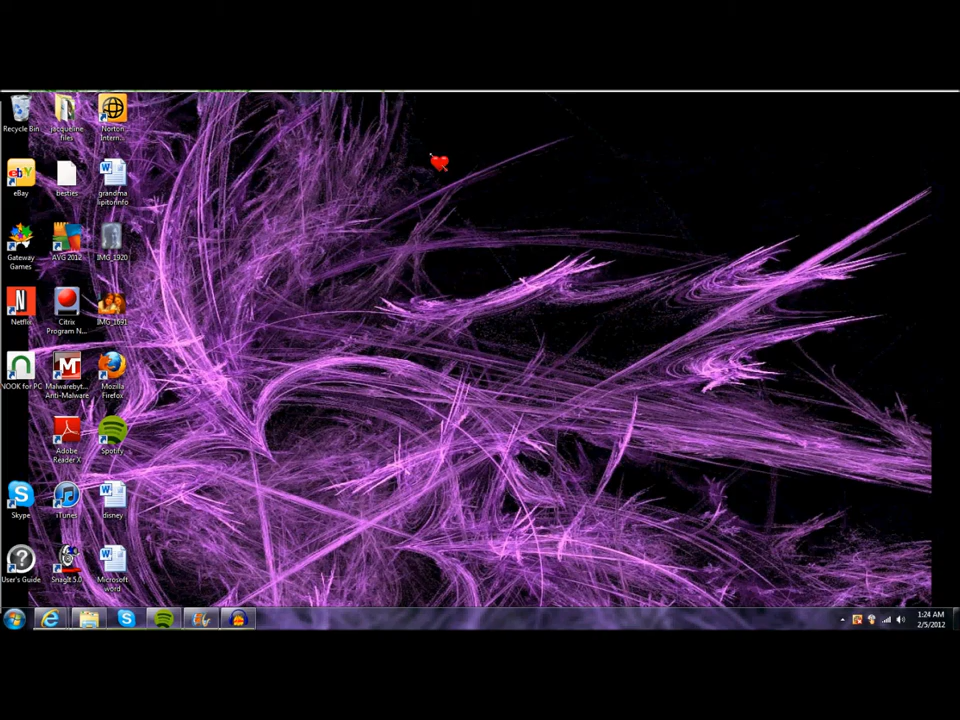 Recycle Bin
jacqueline
files
Norton
Intern...
eBay
besties
grandma
lipitorinfo
Gateway
Games
AVG 2012
IMG_1920
Netflix
Citrix
Program N...
IMG_1691
NOOK for PC
Malwarebyt...
Anti-Malware
Mozilla
Firefox
Adobe
Reader X
Spotify
Skype
iTunes
disney
User's Guide
SnagIt 5.0
Microsoft
word
1:24 AM
2/5/2012